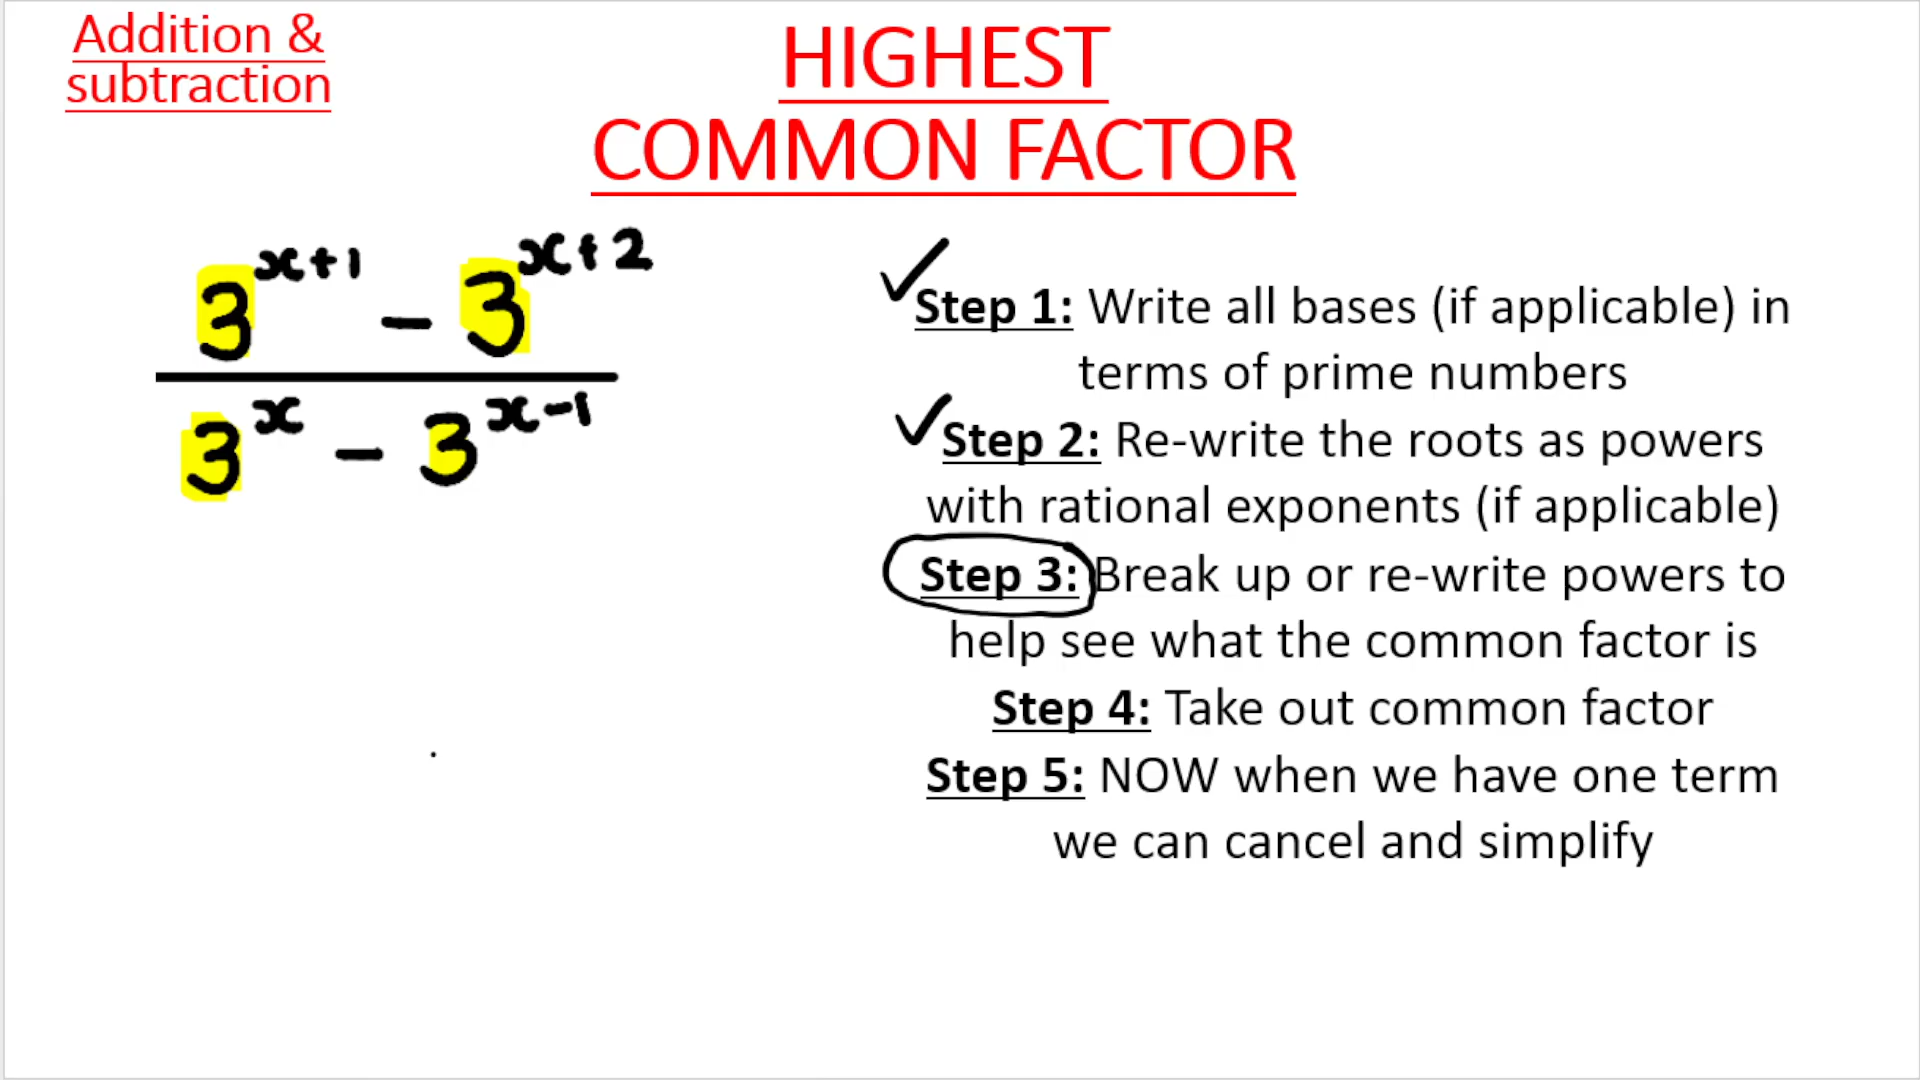 Addition &
subtraction
HIGHEST
COMMON FACTOR
3^{x+1} - 3^{x+2}
3^{x} - 3^{x-1}
Step 1: Write all bases (if applicable) in
terms of prime numbers
Step 2: Re-write the roots as powers
with rational exponents (if applicable)
Step 3: Break up or re-write powers to
help see what the common factor is
Step 4: Take out common factor
Step 5: NOW when we have one term
we can cancel and simplify